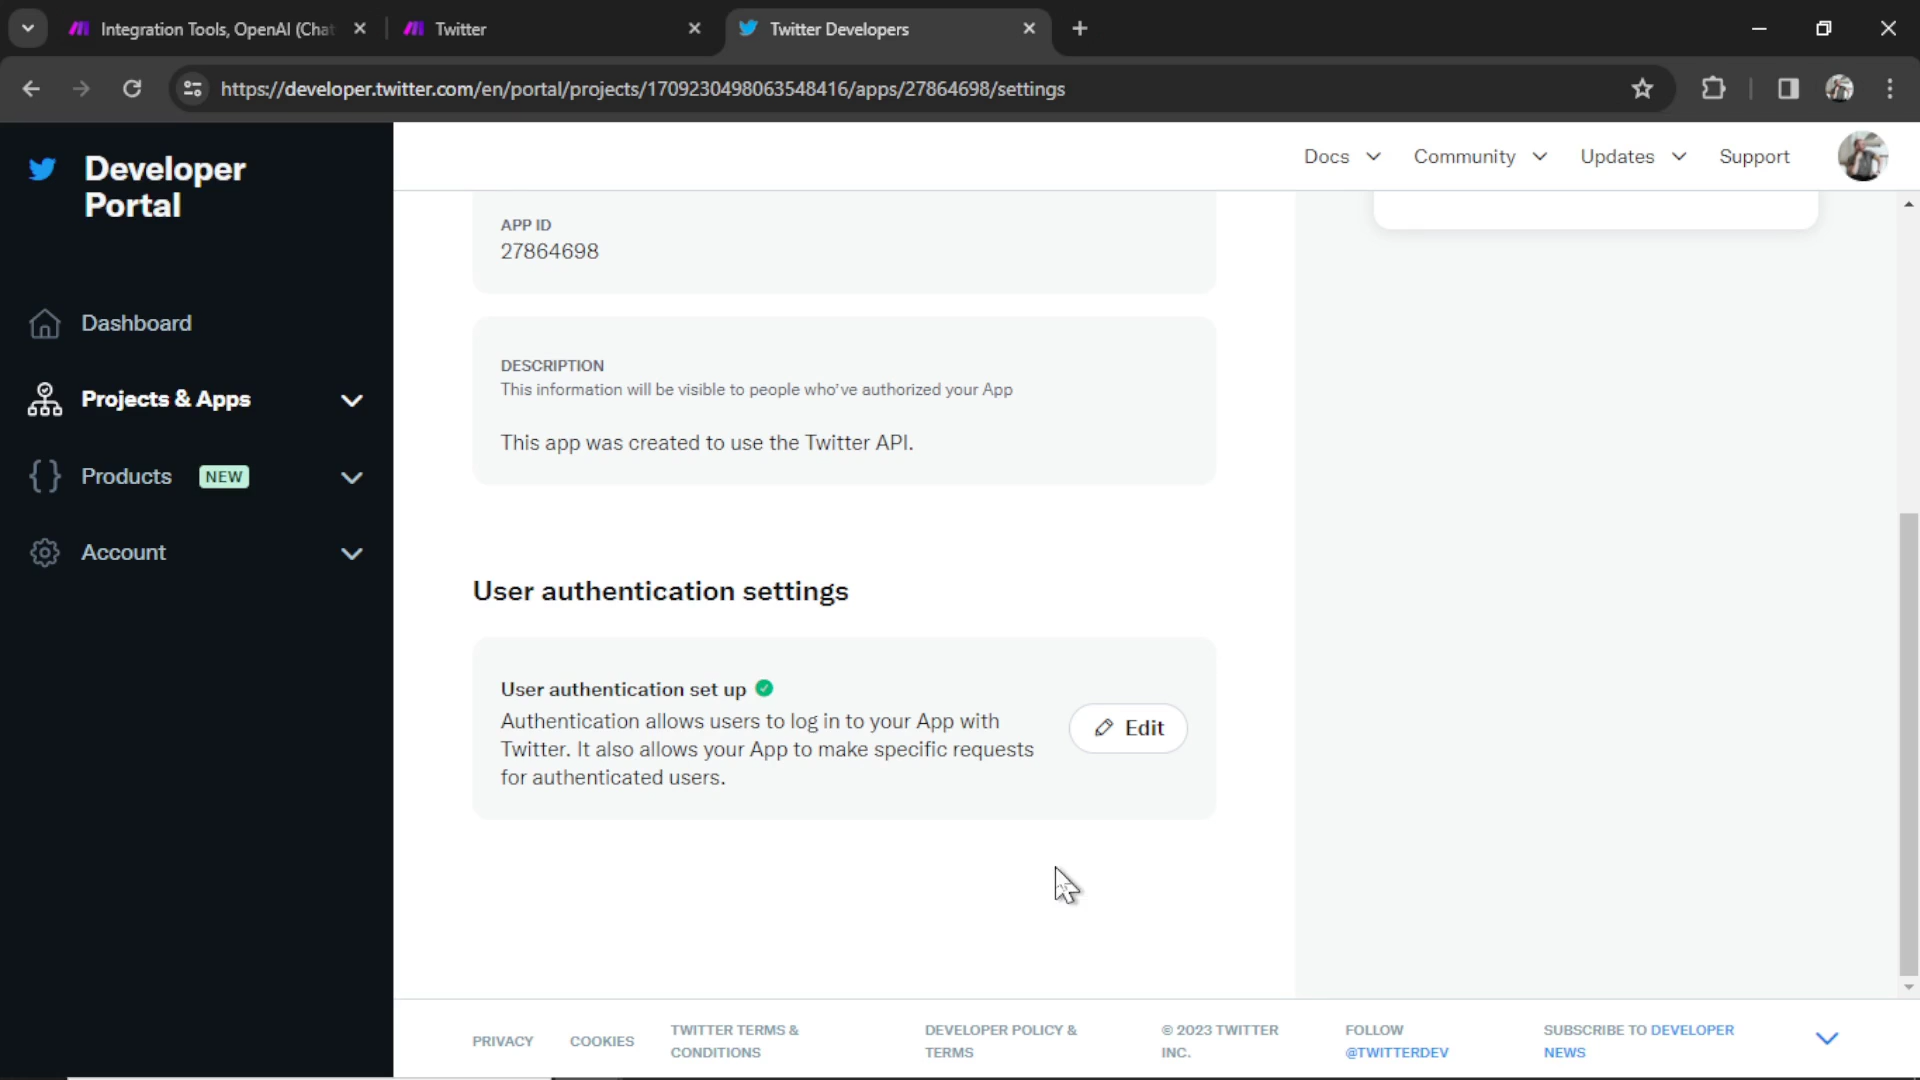 Integration Tools, OpenAI (Chat
Twitter
Twitter Developers
https://developer.twitter.com/en/portal/projects/1709230498063548416/apps/27864698/settings
Developer
Portal
Docs
Community
Updates
Support
Dashboard
Projects & Apps
Products NEW
Account
APP ID
27864698
DESCRIPTION
This information will be visible to people who've authorized your App
This app was created to use the Twitter API.
User authentication settings
User authentication set up
Authentication allows users to log in to your App with
Twitter. It also allows your App to make specific requests
for authenticated users.
Edit
PRIVACY
COOKIES
TWITTER TERMS &
CONDITIONS
DEVELOPER POLICY &
TERMS
© 2023 TWITTER
INC.
FOLLOW
@TWITTERDEV
SUBSCRIBE TO DEVELOPER
NEWS